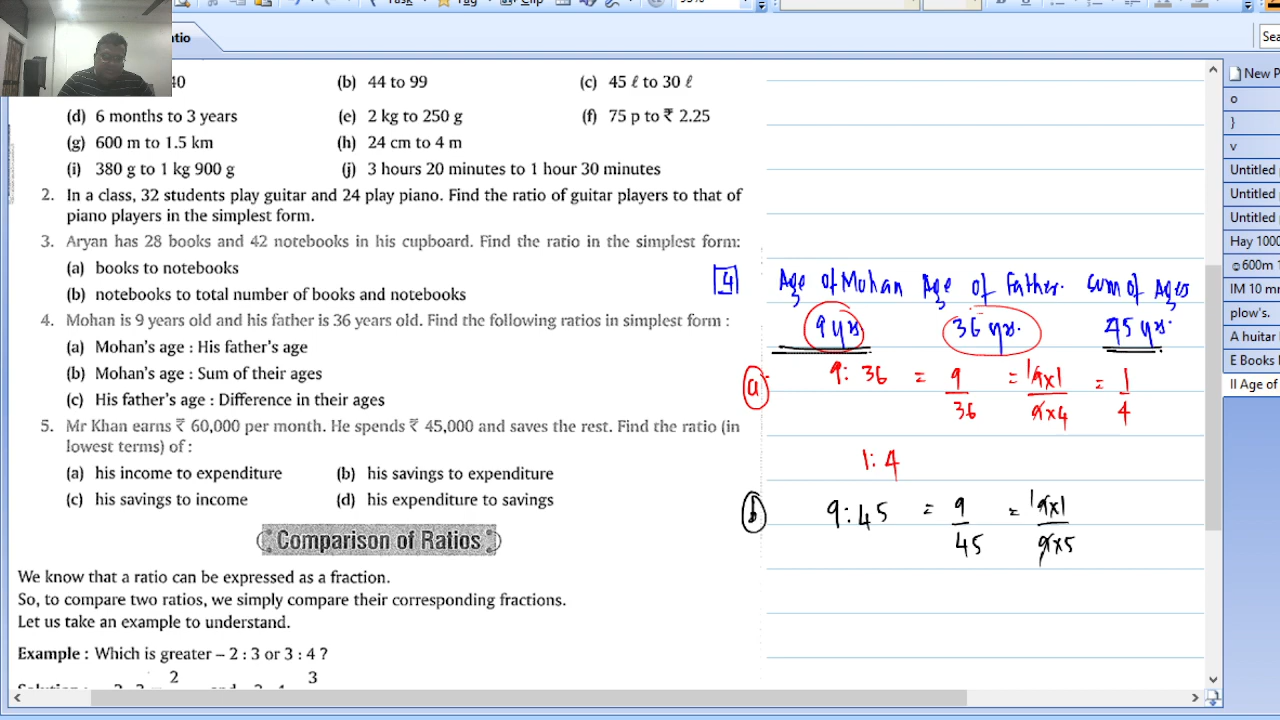 Task Tag Clip
tio
Sea
40 (b) 44 to 99 (c) 45 ℓ to 30 ℓ
(d) 6 months to 3 years (e) 2 kg to 250 g (f) 75 p to ₹ 2.25
(g) 600 m to 1.5 km (h) 24 cm to 4 m
(i) 380 g to 1 kg 900 g (j) 3 hours 20 minutes to 1 hour 30 minutes
2. In a class, 32 students play guitar and 24 play piano. Find the ratio of guitar players to that of
piano players in the simplest form.
3. Aryan has 28 books and 42 notebooks in his cupboard. Find the ratio in the simplest form:
(a) books to notebooks
(b) notebooks to total number of books and notebooks
4. Mohan is 9 years old and his father is 36 years old. Find the following ratios in simplest form :
(a) Mohan's age : His father's age
(b) Mohan's age : Sum of their ages
(c) His father's age : Difference in their ages
5. Mr Khan earns ₹ 60,000 per month. He spends ₹ 45,000 and saves the rest. Find the ratio (in
lowest terms) of :
(a) his income to expenditure (b) his savings to expenditure
(c) his savings to income (d) his expenditure to savings
Comparison of Ratios
We know that a ratio can be expressed as a fraction.
So, to compare two ratios, we simply compare their corresponding fractions.
Let us take an example to understand.
Example : Which is greater – 2 : 3 or 3 : 4 ?
2 3
4 Age of Mohan Age of Father. Sum of Ages
9 yrs 36 yrs. 45 yrs.
a 9 : 36 = 9/36 = 1 9x1/9x4 = 1/4
1 : 4
b 9 : 45 = 9/45 = 1 9x1/9x5
New P
o
}
v
Untitled
Untitled
Untitled
Hay 1000
600m 1
IM 10 m
plow's.
A huitar
E Books
II Age of